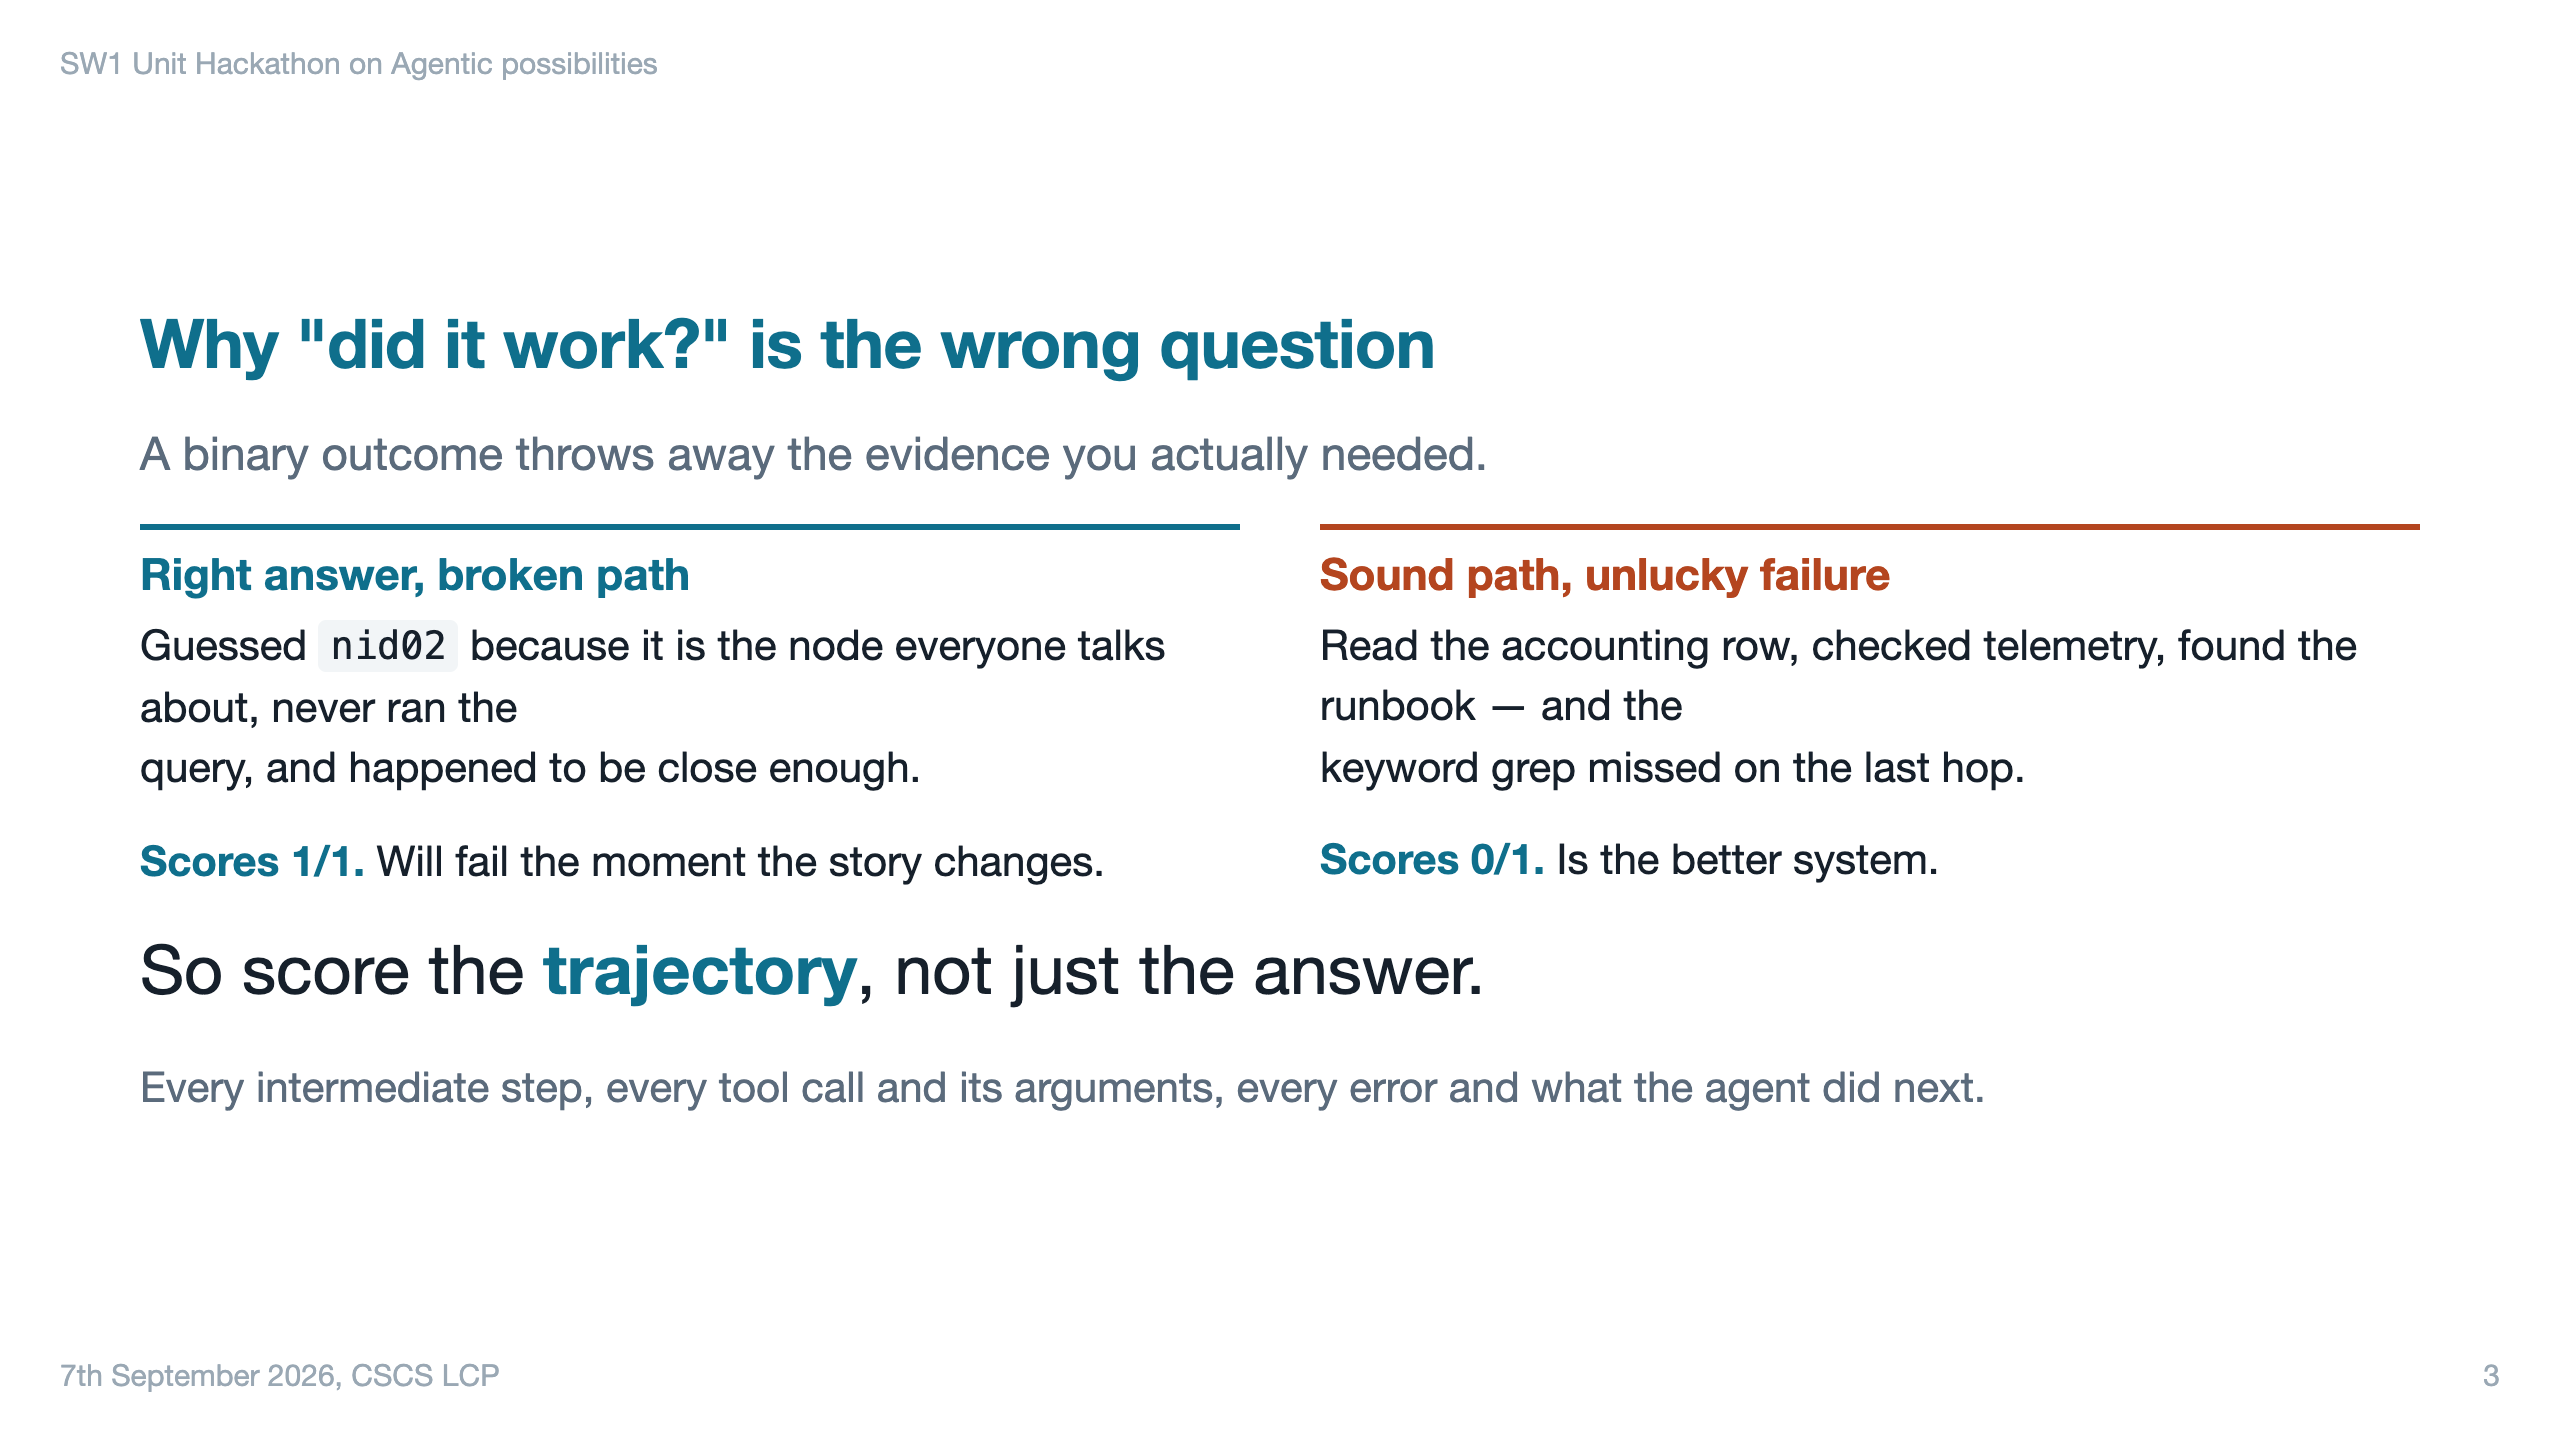 SW1 Unit Hackathon on Agentic possibilities
Why "did it work?" is the wrong question
A binary outcome throws away the evidence you actually needed.
Right answer, broken path
Guessed nid02 because it is the node everyone talks
about, never ran the
query, and happened to be close enough.
Scores 1/1. Will fail the moment the story changes.
Sound path, unlucky failure
Read the accounting row, checked telemetry, found the
runbook — and the
keyword grep missed on the last hop.
Scores 0/1. Is the better system.
So score the trajectory, not just the answer.
Every intermediate step, every tool call and its arguments, every error and what the agent did next.
7th September 2026, CSCS LCP
3